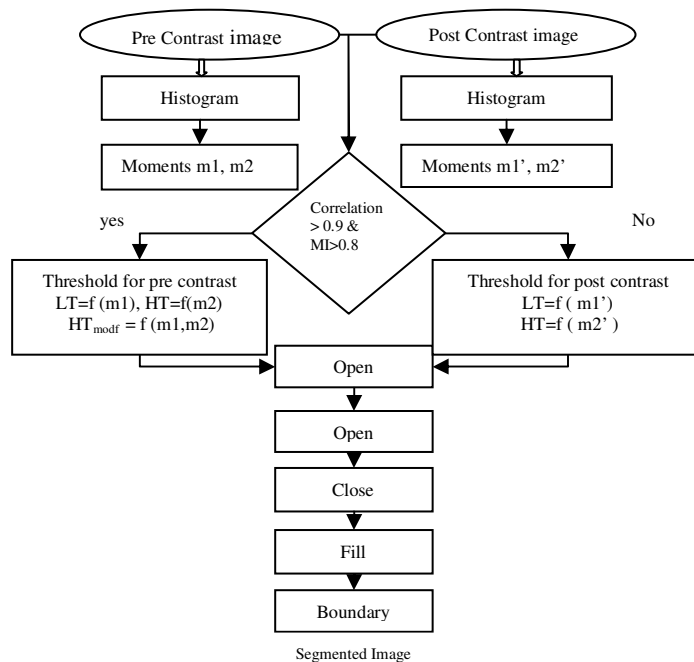 Pre Contrast image
Post Contrast image
Histogram
Histogram
Moments m1, m2
Moments m1’, m2’
Correlation
> 0.9 &
MI>0.8
yes
No
Threshold for pre contrast
LT=f (m1), HT=f(m2)
HTmodf = f (m1,m2)
Threshold for post contrast
LT=f ( m1’)
HT=f ( m2’ )
Open
Open
Close
Fill
Boundary
Segmented Image